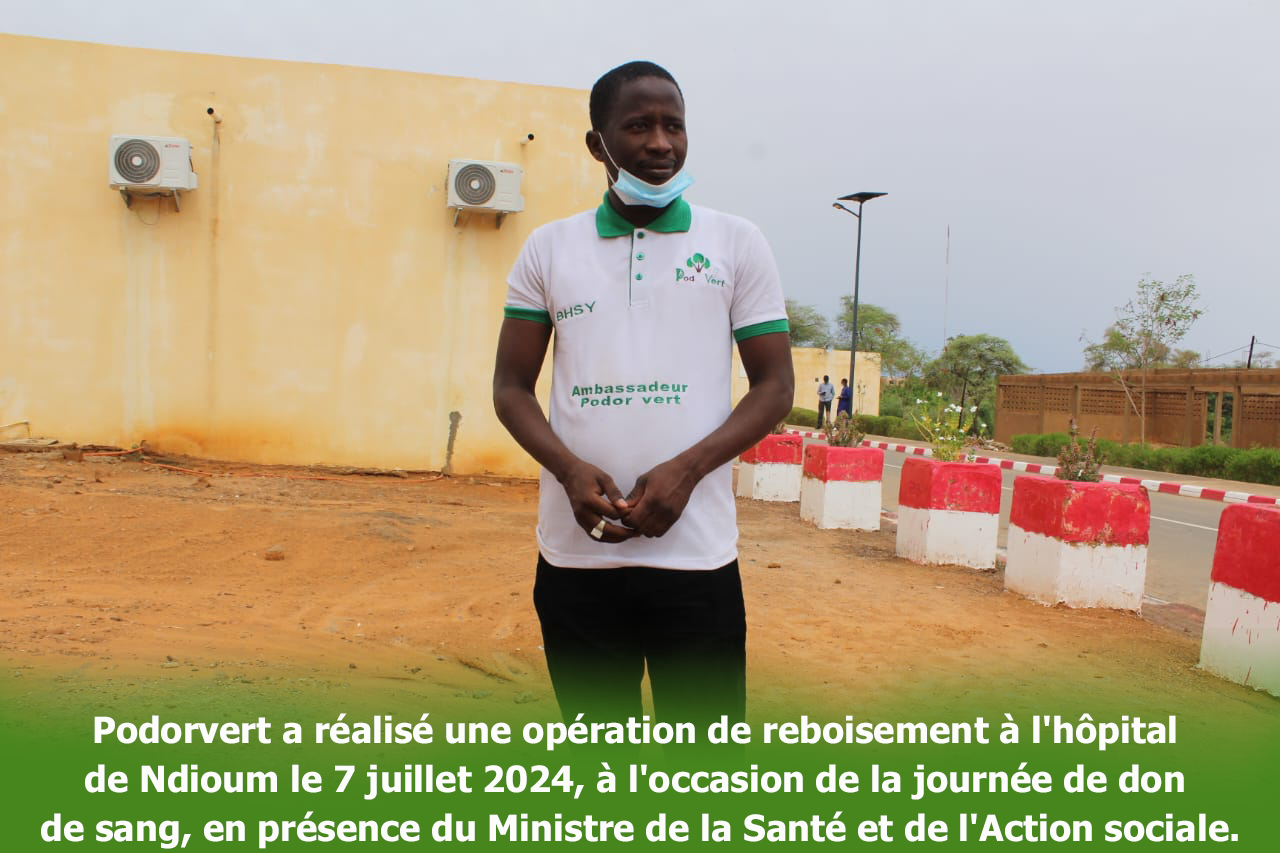 Pod Vert
BHSY
Ambassadeur
Podor vert
Podorvert a réalisé une opération de reboisement à l'hôpital
de Ndioum le 7 juillet 2024, à l'occasion de la journée de don
de sang, en présence du Ministre de la Santé et de l'Action sociale.